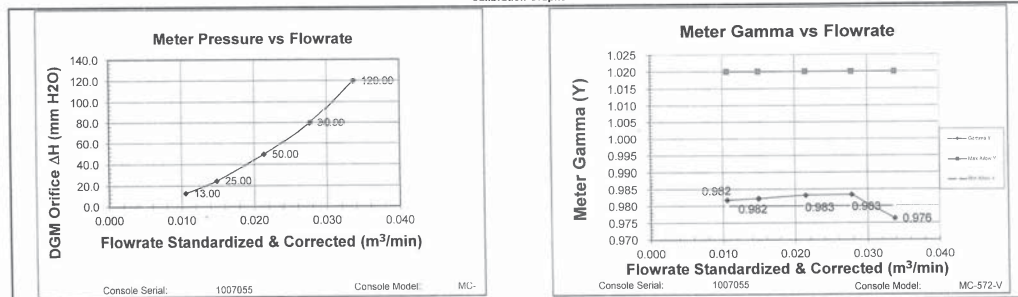 Meter Pressure vs Flowrate
DGM Orifice ΔH (mm H2O)
140.0
120.0
100.0
80.0
60.0
40.0
20.0
0.0
120.00
80.00
50.00
25.00
13.00
0.000 0.010 0.020 0.030 0.040
Flowrate Standardized & Corrected (m³/min)
Console Serial: 1007055 Console Model: MC-
Meter Gamma vs Flowrate
Meter Gamma (Y)
1.025
1.020
1.015
1.010
1.005
1.000
0.995
0.990
0.985
0.980
0.975
0.970
0.982
0.982
0.983
0.983
0.976
Gamma Y
Max Allow Y
0.000 0.010 0.020 0.030 0.040
Flowrate Standardized & Corrected (m³/min)
Console Serial: 1007055 Console Model: MC-572-V